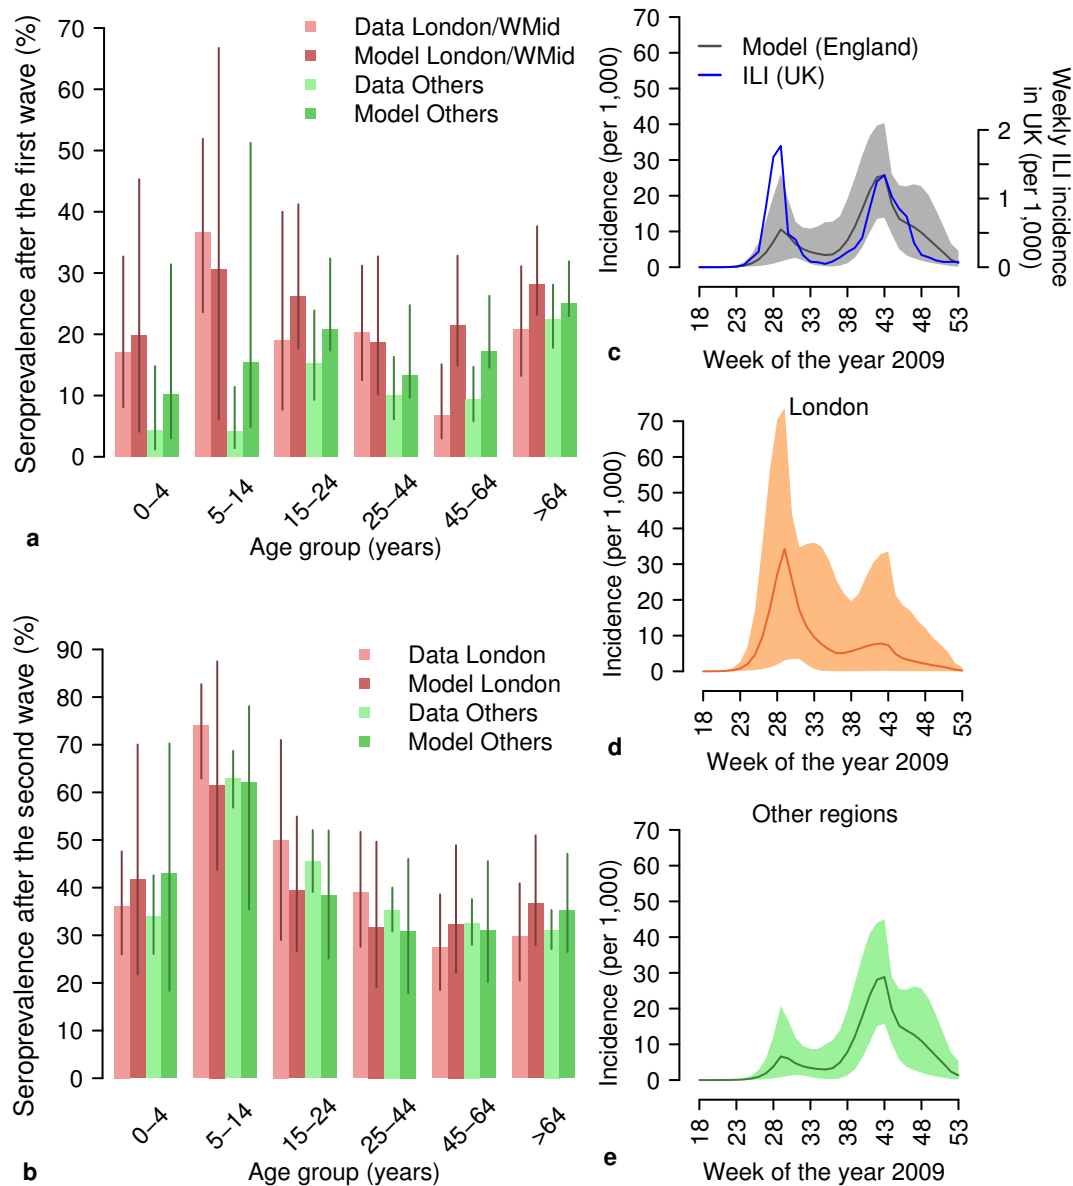 Seroprevalence after the first wave (%)
70
60
50
40
30
20
10
0
Data London/WMid
Model London/WMid
Data Others
Model Others
0–4
5–14
15–24
25–44
45–64
>64
Age group (years)
a
Seroprevalence after the second wave (%)
90
80
70
60
50
40
30
20
10
0
Data London
Model London
Data Others
Model Others
0–4
5–14
15–24
25–44
45–64
>64
Age group (years)
b
Incidence (per 1,000)
70
60
50
40
30
20
10
0
Model (England)
ILI (UK)
2
1
0
Weekly ILI incidence
in UK (per 1,000)
18
23
28
33
38
43
48
53
Week of the year 2009
c
London
Incidence (per 1,000)
70
60
50
40
30
20
10
0
18
23
28
33
38
43
48
53
Week of the year 2009
d
Other regions
Incidence (per 1,000)
70
60
50
40
30
20
10
0
18
23
28
33
38
43
48
53
Week of the year 2009
e